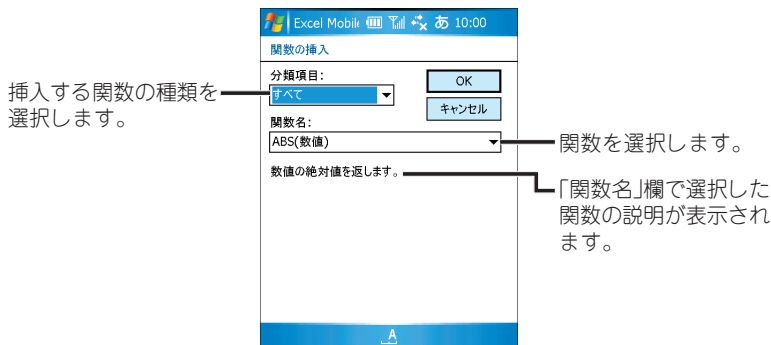 Excel Mobile あ 10:00
関数の挿入
分類項目:
すべて
OK
キャンセル
関数名:
ABS(数値)
数値の絶対値を返します。
A
挿入する関数の種類を
選択します。
関数を選択します。
「関数名」欄で選択した
関数の説明が表示され
ます。